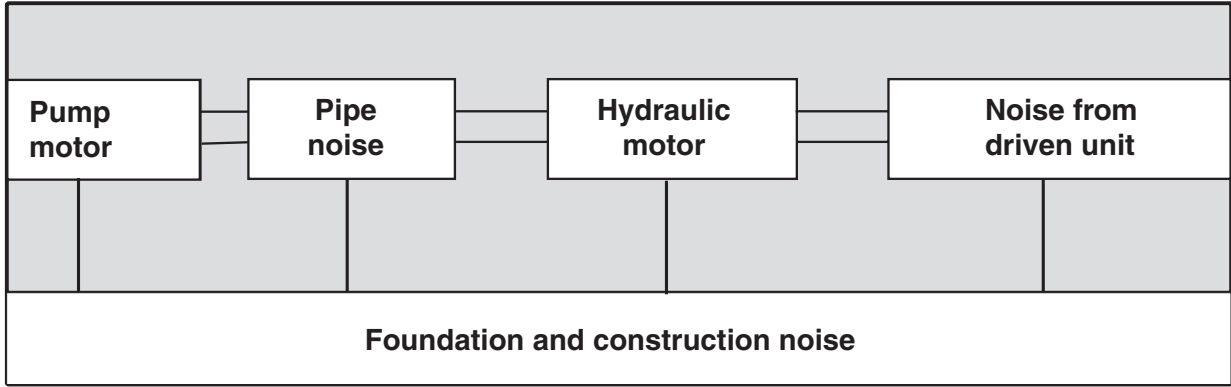 Pump
motor
Pipe
noise
Hydraulic
motor
Noise from
driven unit
Foundation and construction noise